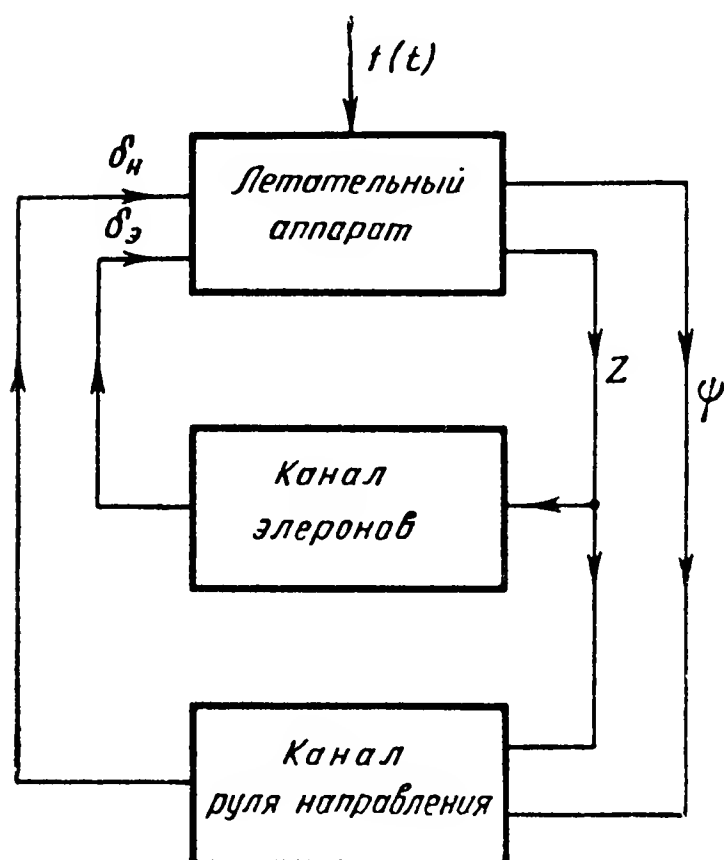 f(t)
δн
δэ
Летательный
аппарат
Z
ψ
Канал
элеронов
Канал
руля направления